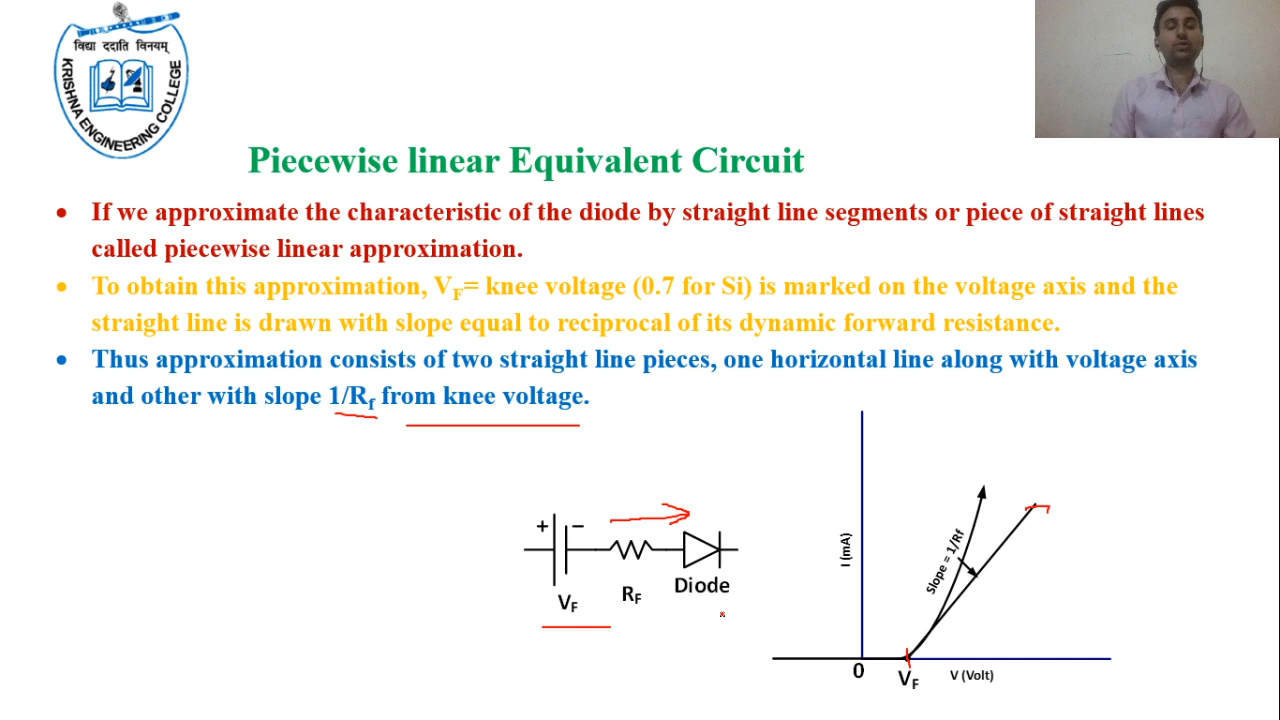 विद्या ददाति विनयम्
KRISHNA ENGINEERING COLLEGE
Piecewise linear Equivalent Circuit
• If we approximate the characteristic of the diode by straight line segments or piece of straight lines
called piecewise linear approximation.
• To obtain this approximation, VF= knee voltage (0.7 for Si) is marked on the voltage axis and the
straight line is drawn with slope equal to reciprocal of its dynamic forward resistance.
• Thus approximation consists of two straight line pieces, one horizontal line along with voltage axis
and other with slope 1/Rf from knee voltage.
+ −
VF
RF
Diode
I (mA)
Slope = 1/Rf
0
VF
V (Volt)